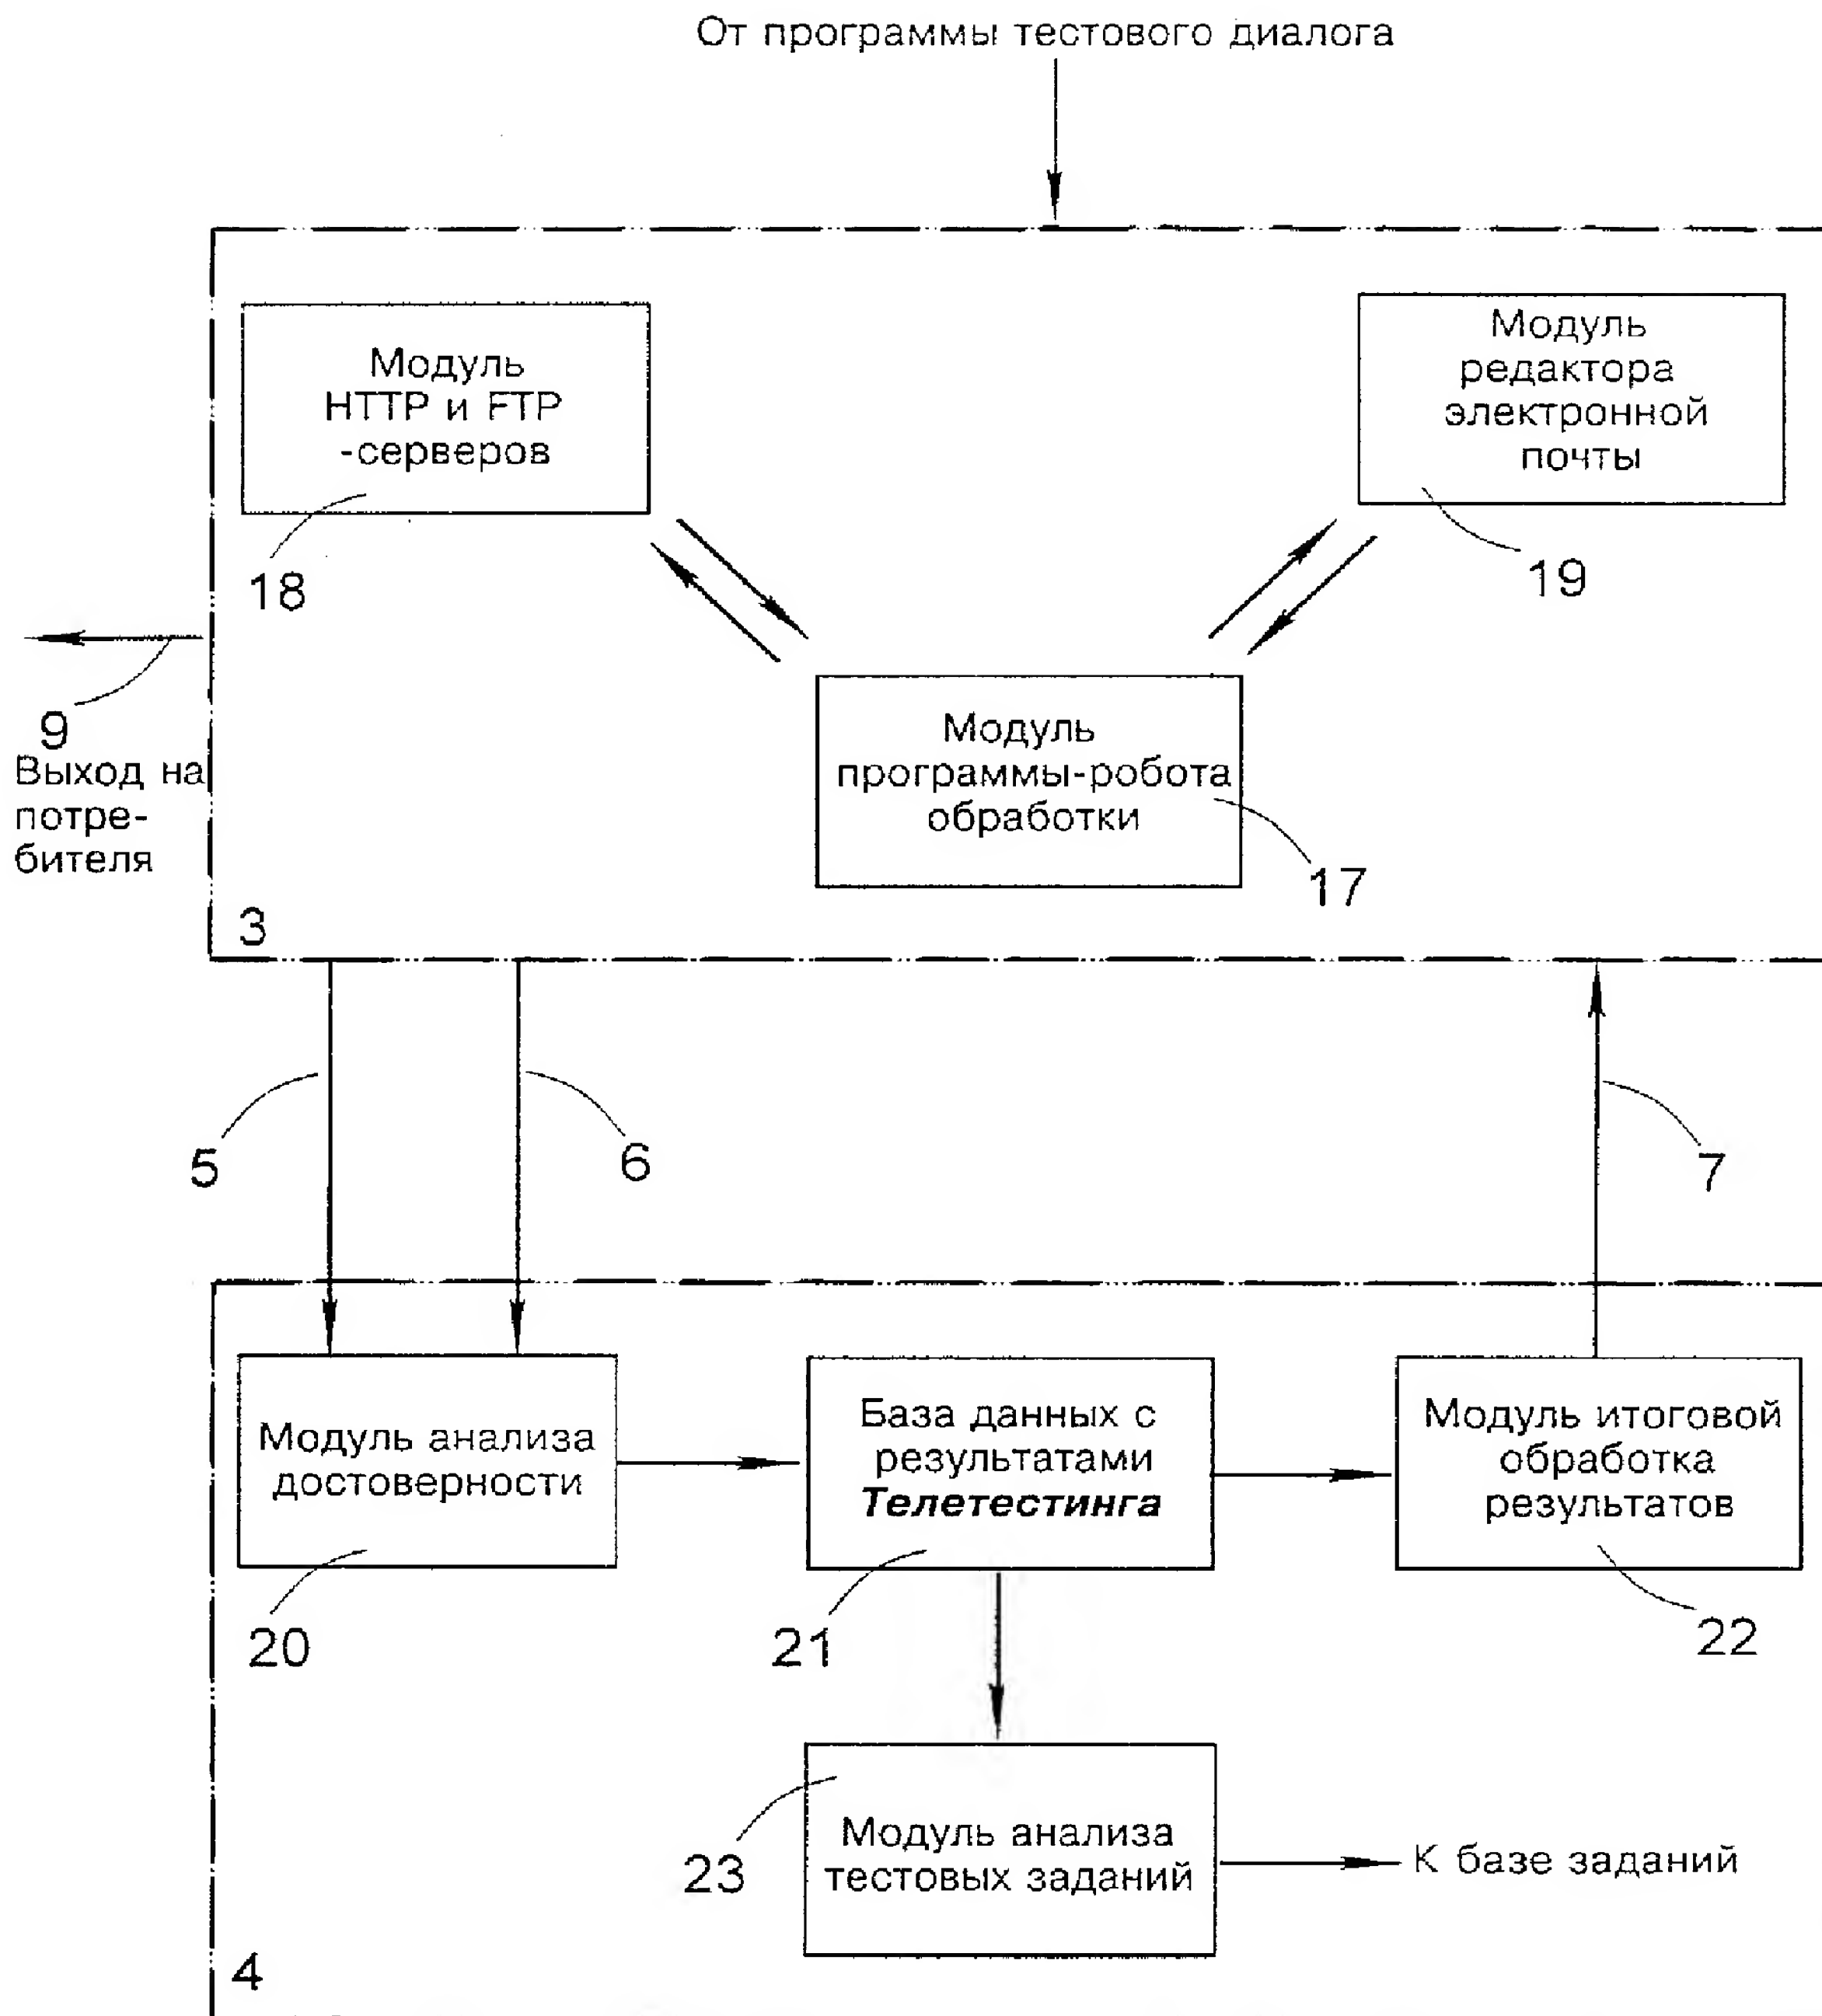 От программы тестового диалога
Модуль
HTTP и FTP
-серверов
18
Модуль
редактора
электронной
почты
19
9
Выход на
потре-
бителя
Модуль
программы-робота
обработки
17
3
5
6
7
Модуль анализа
достоверности
20
База данных с
результатами
Телетестинга
21
Модуль итоговой
обработка
результатов
22
23
Модуль анализа
тестовых заданий
К базе заданий
4